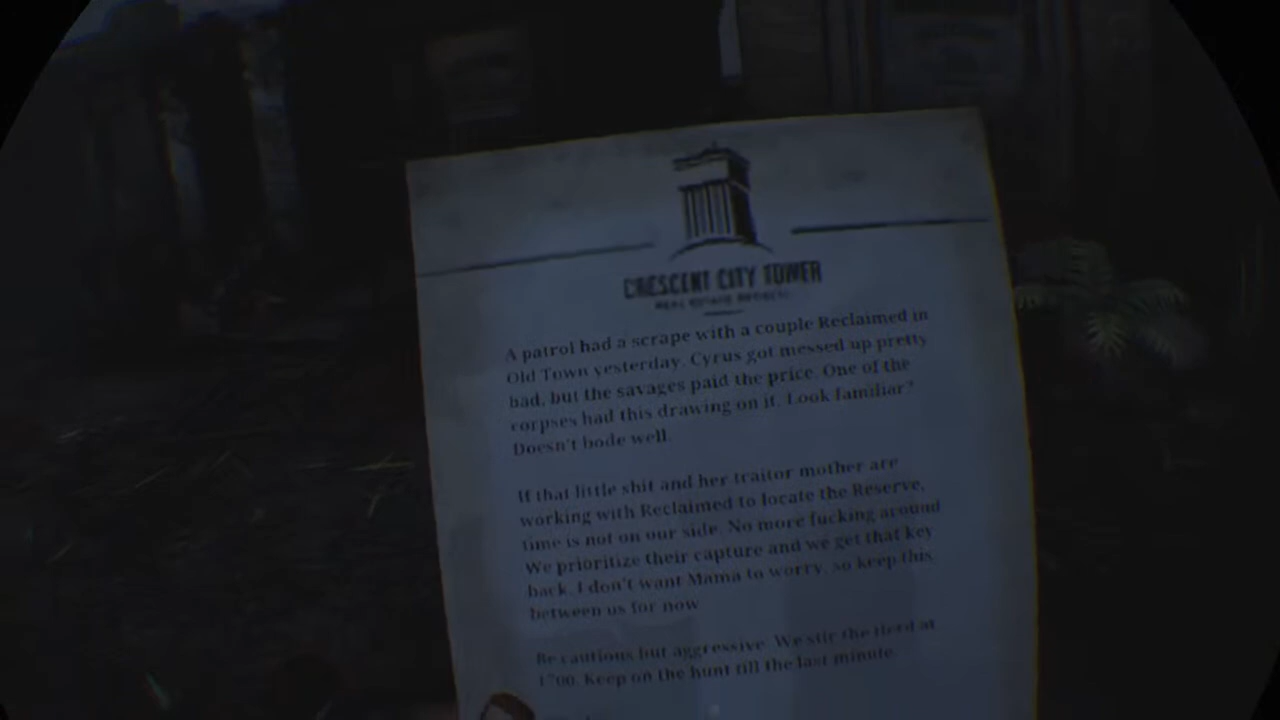 CRESCENT CITY TOWER
A patrol had a scrape with a couple Reclaimed in
Old Town yesterday. Cyrus got messed up pretty
bad, but the savages paid the price. One of the
corpses had this drawing on it. Look familiar?
Doesn't bode well.
If that little shit and her traitor mother are
working with Reclaimed to locate the Reserve,
time is not on our side. No more fucking around
We prioritize their capture and we get that key
back. I don't want Mama to worry, so keep this
between us for now
Be cautious but aggressive. We stir the herd at
1700. Keep on the hunt till the last minute.